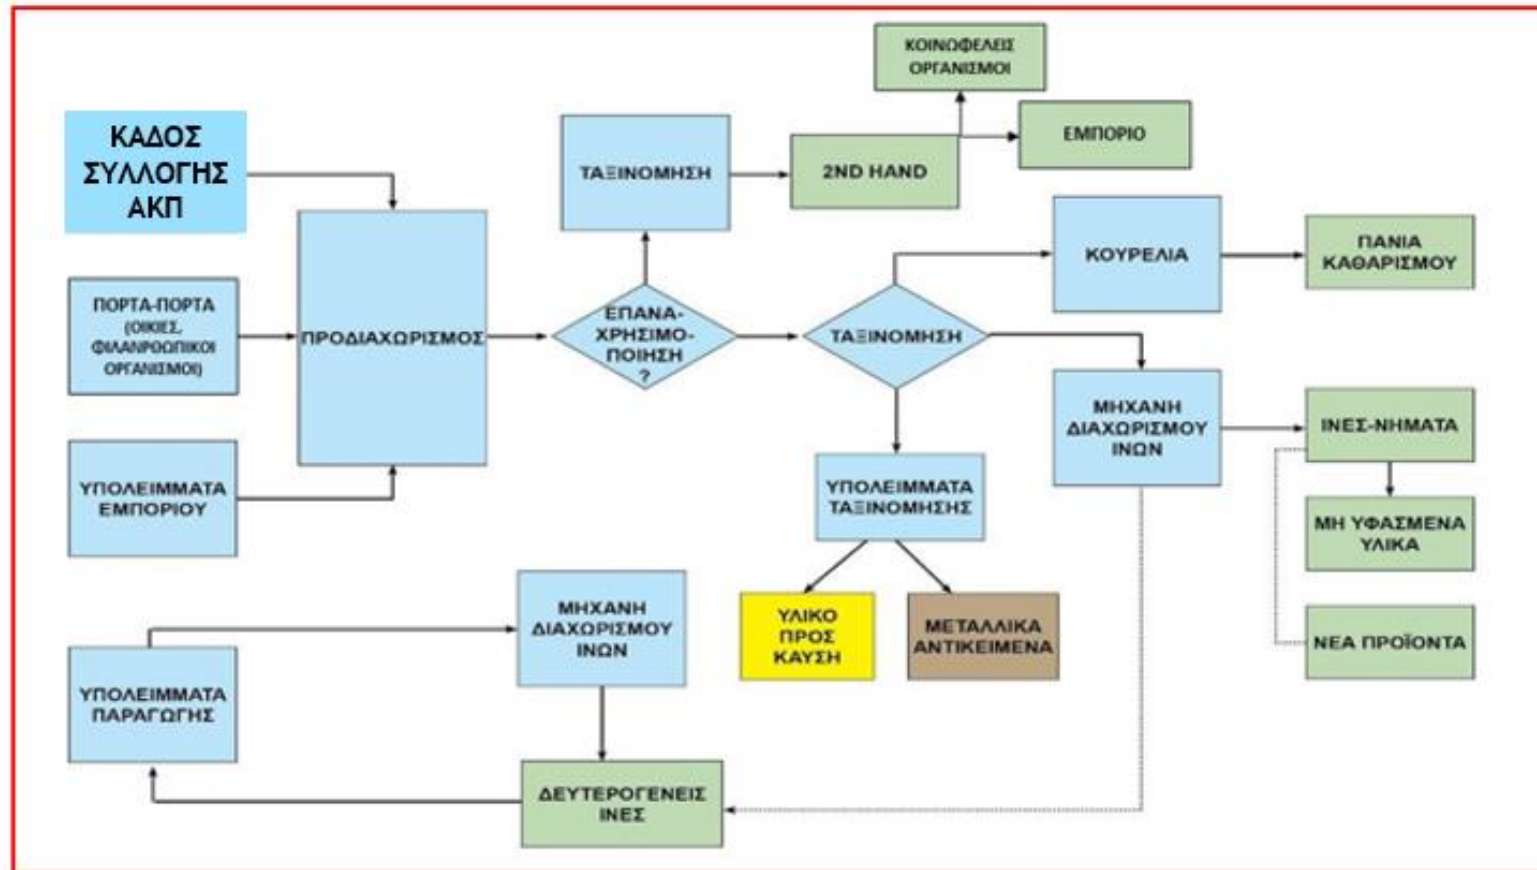 ΚΟΙΝΩΦΕΛΕΙΣ
ΟΡΓΑΝΙΣΜΟΙ
ΕΜΠΟΡΙΟ
ΚΑΔΟΣ
ΣΥΛΛΟΓΗΣ
ΑΚΠ
ΤΑΞΙΝΟΜΗΣΗ
2ND HAND
ΚΟΥΡΕΛΙΑ
ΠΑΝΙΑ
ΚΑΘΑΡΙΣΜΟΥ
ΠΟΡΤΑ-ΠΟΡΤΑ
(ΟΙΚΙΕΣ,
ΦΙΛΑΝΡΘΩΠΙΚΟΙ
ΟΡΓΑΝΙΣΜΟΙ)
ΠΡΟΔΙΑΧΩΡΙΣΜΟΣ
ΕΠΑΝΑ-
ΧΡΗΣΙΜΟ-
ΠΟΙΗΣΗ
?
ΤΑΞΙΝΟΜΗΣΗ
ΜΗΧΑΝΗ
ΔΙΑΧΩΡΙΣΜΟΥ
ΙΝΩΝ
ΙΝΕΣ-ΝΗΜΑΤΑ
ΥΠΟΛΕΙΜΜΑΤΑ
ΕΜΠΟΡΙΟΥ
ΥΠΟΛΕΙΜΜΑΤΑ
ΤΑΞΙΝΟΜΗΣΗΣ
ΜΗ ΥΦΑΣΜΕΝΑ
ΥΛΙΚΑ
ΜΗΧΑΝΗ
ΔΙΑΧΩΡΙΣΜΟΥ
ΙΝΩΝ
ΥΛΙΚΟ
ΠΡΟΣ
ΚΑΥΣΗ
ΜΕΤΑΛΛΙΚΑ
ΑΝΤΙΚΕΙΜΕΝΑ
ΝΕΑ ΠΡΟΪΟΝΤΑ
ΥΠΟΛΕΙΜΜΑΤΑ
ΠΑΡΑΓΩΓΗΣ
ΔΕΥΤΕΡΟΓΕΝΕΙΣ
ΙΝΕΣ